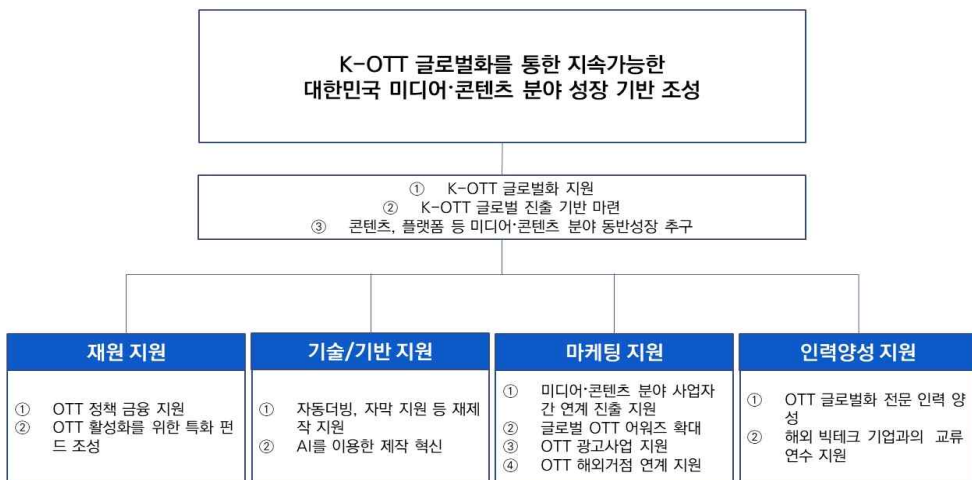 K-OTT 글로벌화를 통한 지속가능한
대한민국 미디어·콘텐츠 분야 성장 기반 조성
① K-OTT 글로벌화 지원
② K-OTT 글로벌 진출 기반 마련
③ 콘텐츠, 플랫폼 등 미디어·콘텐츠 분야 동반성장 추구
재원 지원
① OTT 정책 금융 지원
② OTT 활성화를 위한 특화 펀
드 조성
기술/기반 지원
① 자동더빙, 자막 지원 등 재제
작 지원
② AI를 이용한 제작 혁신
마케팅 지원
① 미디어·콘텐츠 분야 사업자
간 연계 진출 지원
② 글로벌 OTT 어워즈 확대
③ OTT 광고사업 지원
④ OTT 해외거점 연계 지원
인력양성 지원
① OTT 글로벌화 전문 인력 양
성
② 해외 빅테크 기업과의 교류
연수 지원